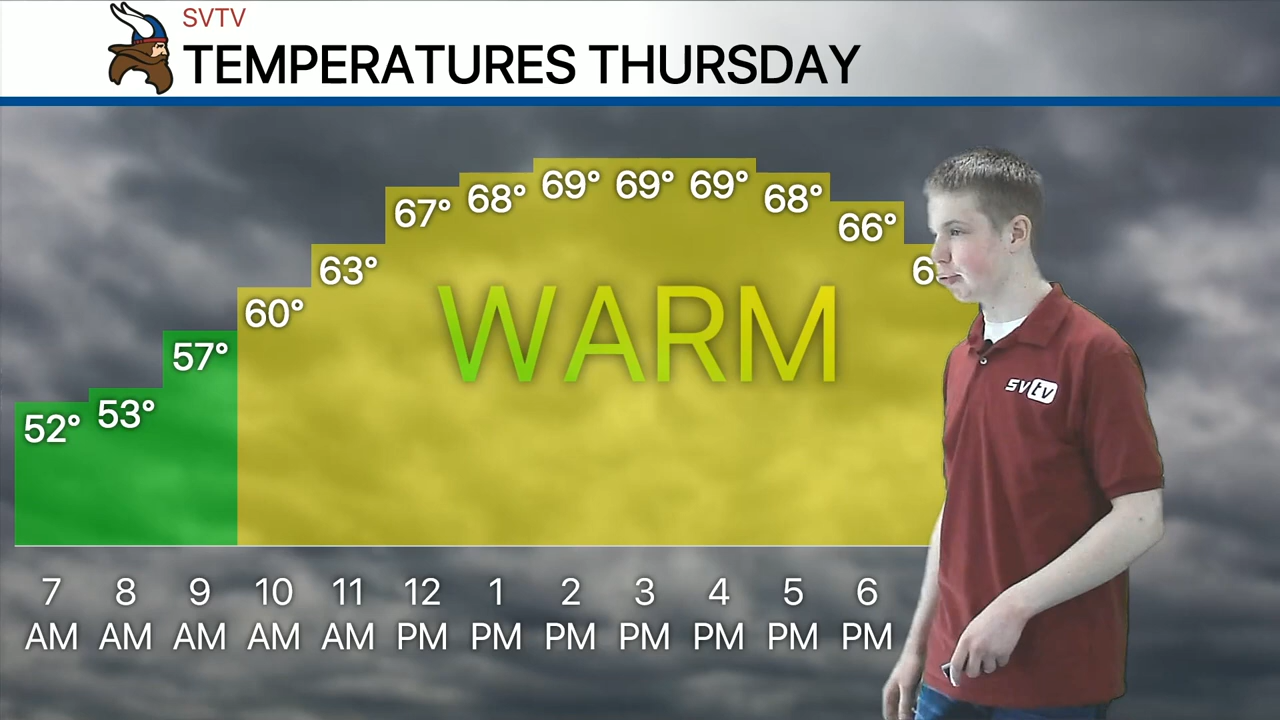 SVTV
TEMPERATURES THURSDAY
52° 53° 57° 60° 63° 67° 68° 69° 69° 69° 68° 66°
WARM
svtv
7 8 9 10 11 12 1 2 3 4 5 6
AM AM AM AM AM PM PM PM PM PM PM PM